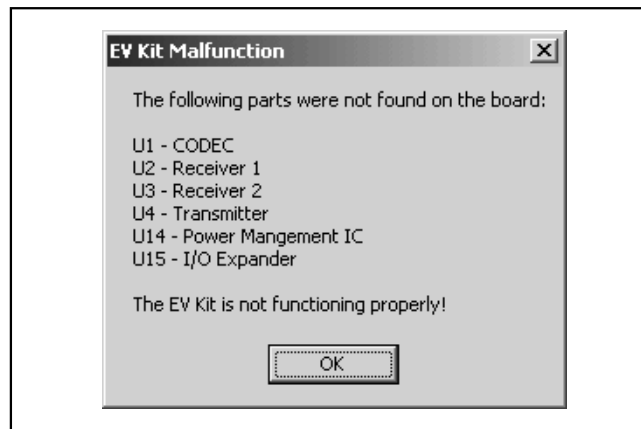 EV Kit Malfunction
The following parts were not found on the board:
U1 - CODEC
U2 - Receiver 1
U3 - Receiver 2
U4 - Transmitter
U14 - Power Mangement IC
U15 - I/O Expander
The EV Kit is not functioning properly!
OK